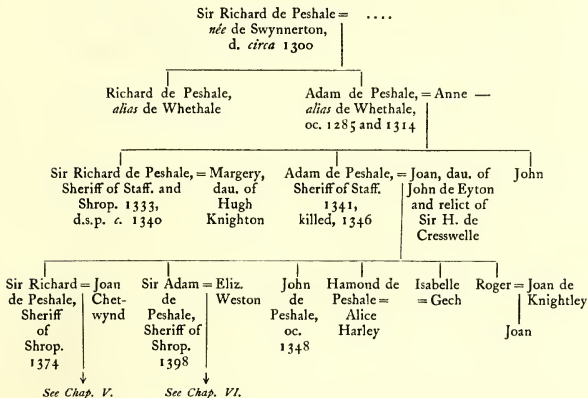 Sir Richard de Peshale = ....
née de Swynnerton,
d. circa 1300
Richard de Peshale,
alias de Whethale
Adam de Peshale, = Anne —
alias de Whethale,
oc. 1285 and 1314
Sir Richard de Peshale, = Margery,
Sheriff of Staff. and dau. of
Shrop. 1333, Hugh
d.s.p. c. 1340 Knighton
Adam de Peshale, = Joan, dau. of
Sheriff of Staff. John de Eyton
1341, and relict of
killed, 1346 Sir H. de
Cresswelle
John
Sir Richard = Joan
de Peshale, Chet-
Sheriff wynd
of
Shrop.
1374
See Chap. V.
Sir Adam = Eliz.
de Weston
Peshale,
Sheriff of
Shrop.
1398
See Chap. VI.
John
de
Peshale,
oc.
1348
Hamond de
Peshale =
Alice
Harley
Isabelle
= Gech
Roger = Joan de
Knightley
Joan